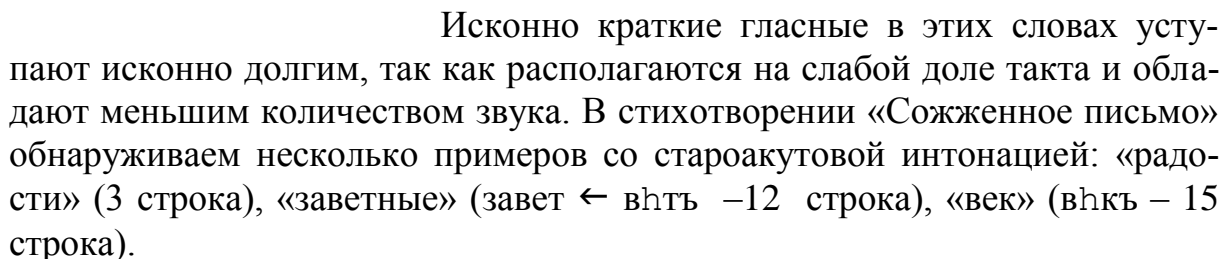 Исконно краткие гласные в этих словах усту-
пают исконно долгим, так как располагаются на слабой доле такта и обла-
дают меньшим количеством звука. В стихотворении «Сожженное письмо»
обнаруживаем несколько примеров со староакутовой интонацией: «радо-
сти» (3 строка), «заветные» (завет ← вhтъ –12 строка), «век» (вhкъ – 15
строка).